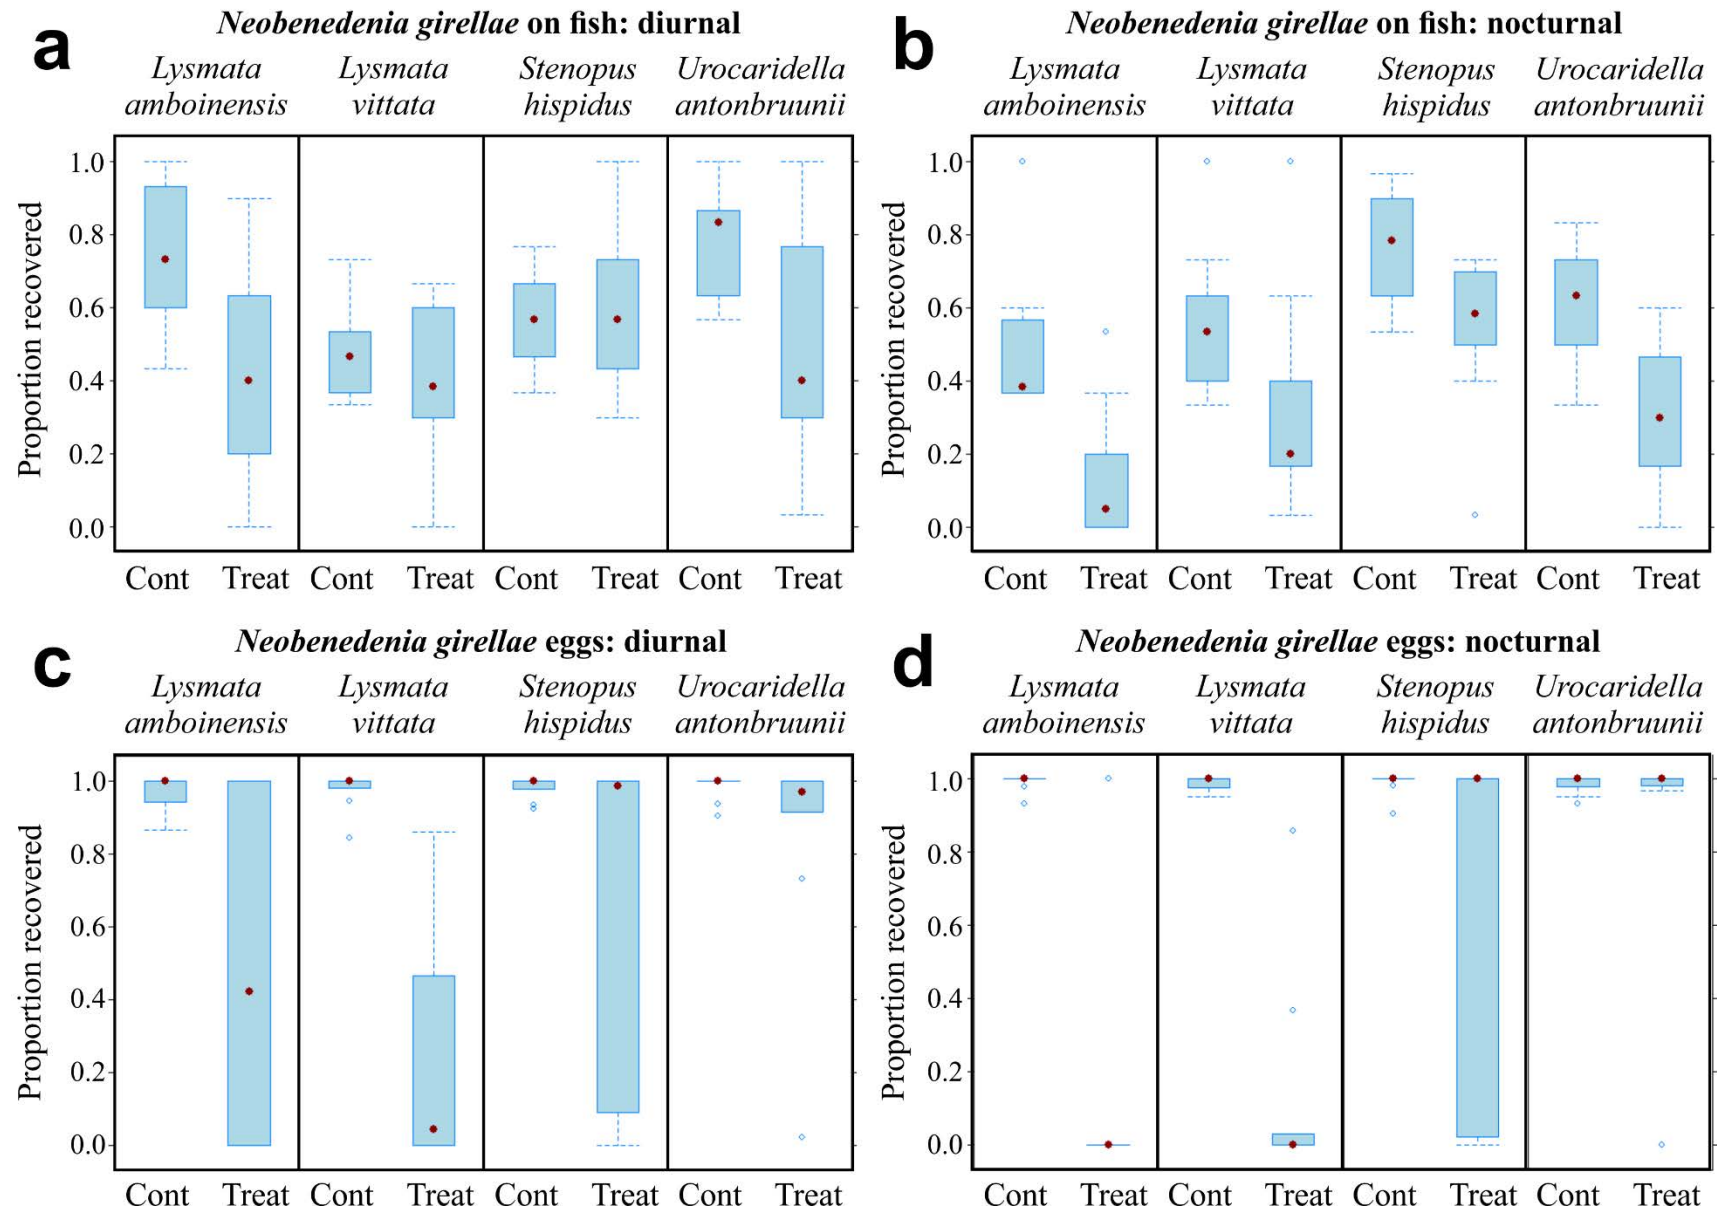 a
Neobenedenia girellae on fish: diurnal
Lysmata amboinensis
Lysmata vittata
Stenopus hispidus
Urocaridella antonbruunii
Proportion recovered
1.0
0.8
0.6
0.4
0.2
0.0
Cont Treat Cont Treat Cont Treat Cont Treat
b
Neobenedenia girellae on fish: nocturnal
Lysmata amboinensis
Lysmata vittata
Stenopus hispidus
Urocaridella antonbruunii
Proportion recovered
1.0
0.8
0.6
0.4
0.2
0.0
Cont Treat Cont Treat Cont Treat Cont Treat
c
Neobenedenia girellae eggs: diurnal
Lysmata amboinensis
Lysmata vittata
Stenopus hispidus
Urocaridella antonbruunii
Proportion recovered
1.0
0.8
0.6
0.4
0.2
0.0
Cont Treat Cont Treat Cont Treat Cont Treat
d
Neobenedenia girellae eggs: nocturnal
Lysmata amboinensis
Lysmata vittata
Stenopus hispidus
Urocaridella antonbruunii
Proportion recovered
1.0
0.8
0.6
0.4
0.2
0.0
Cont Treat Cont Treat Cont Treat Cont Treat